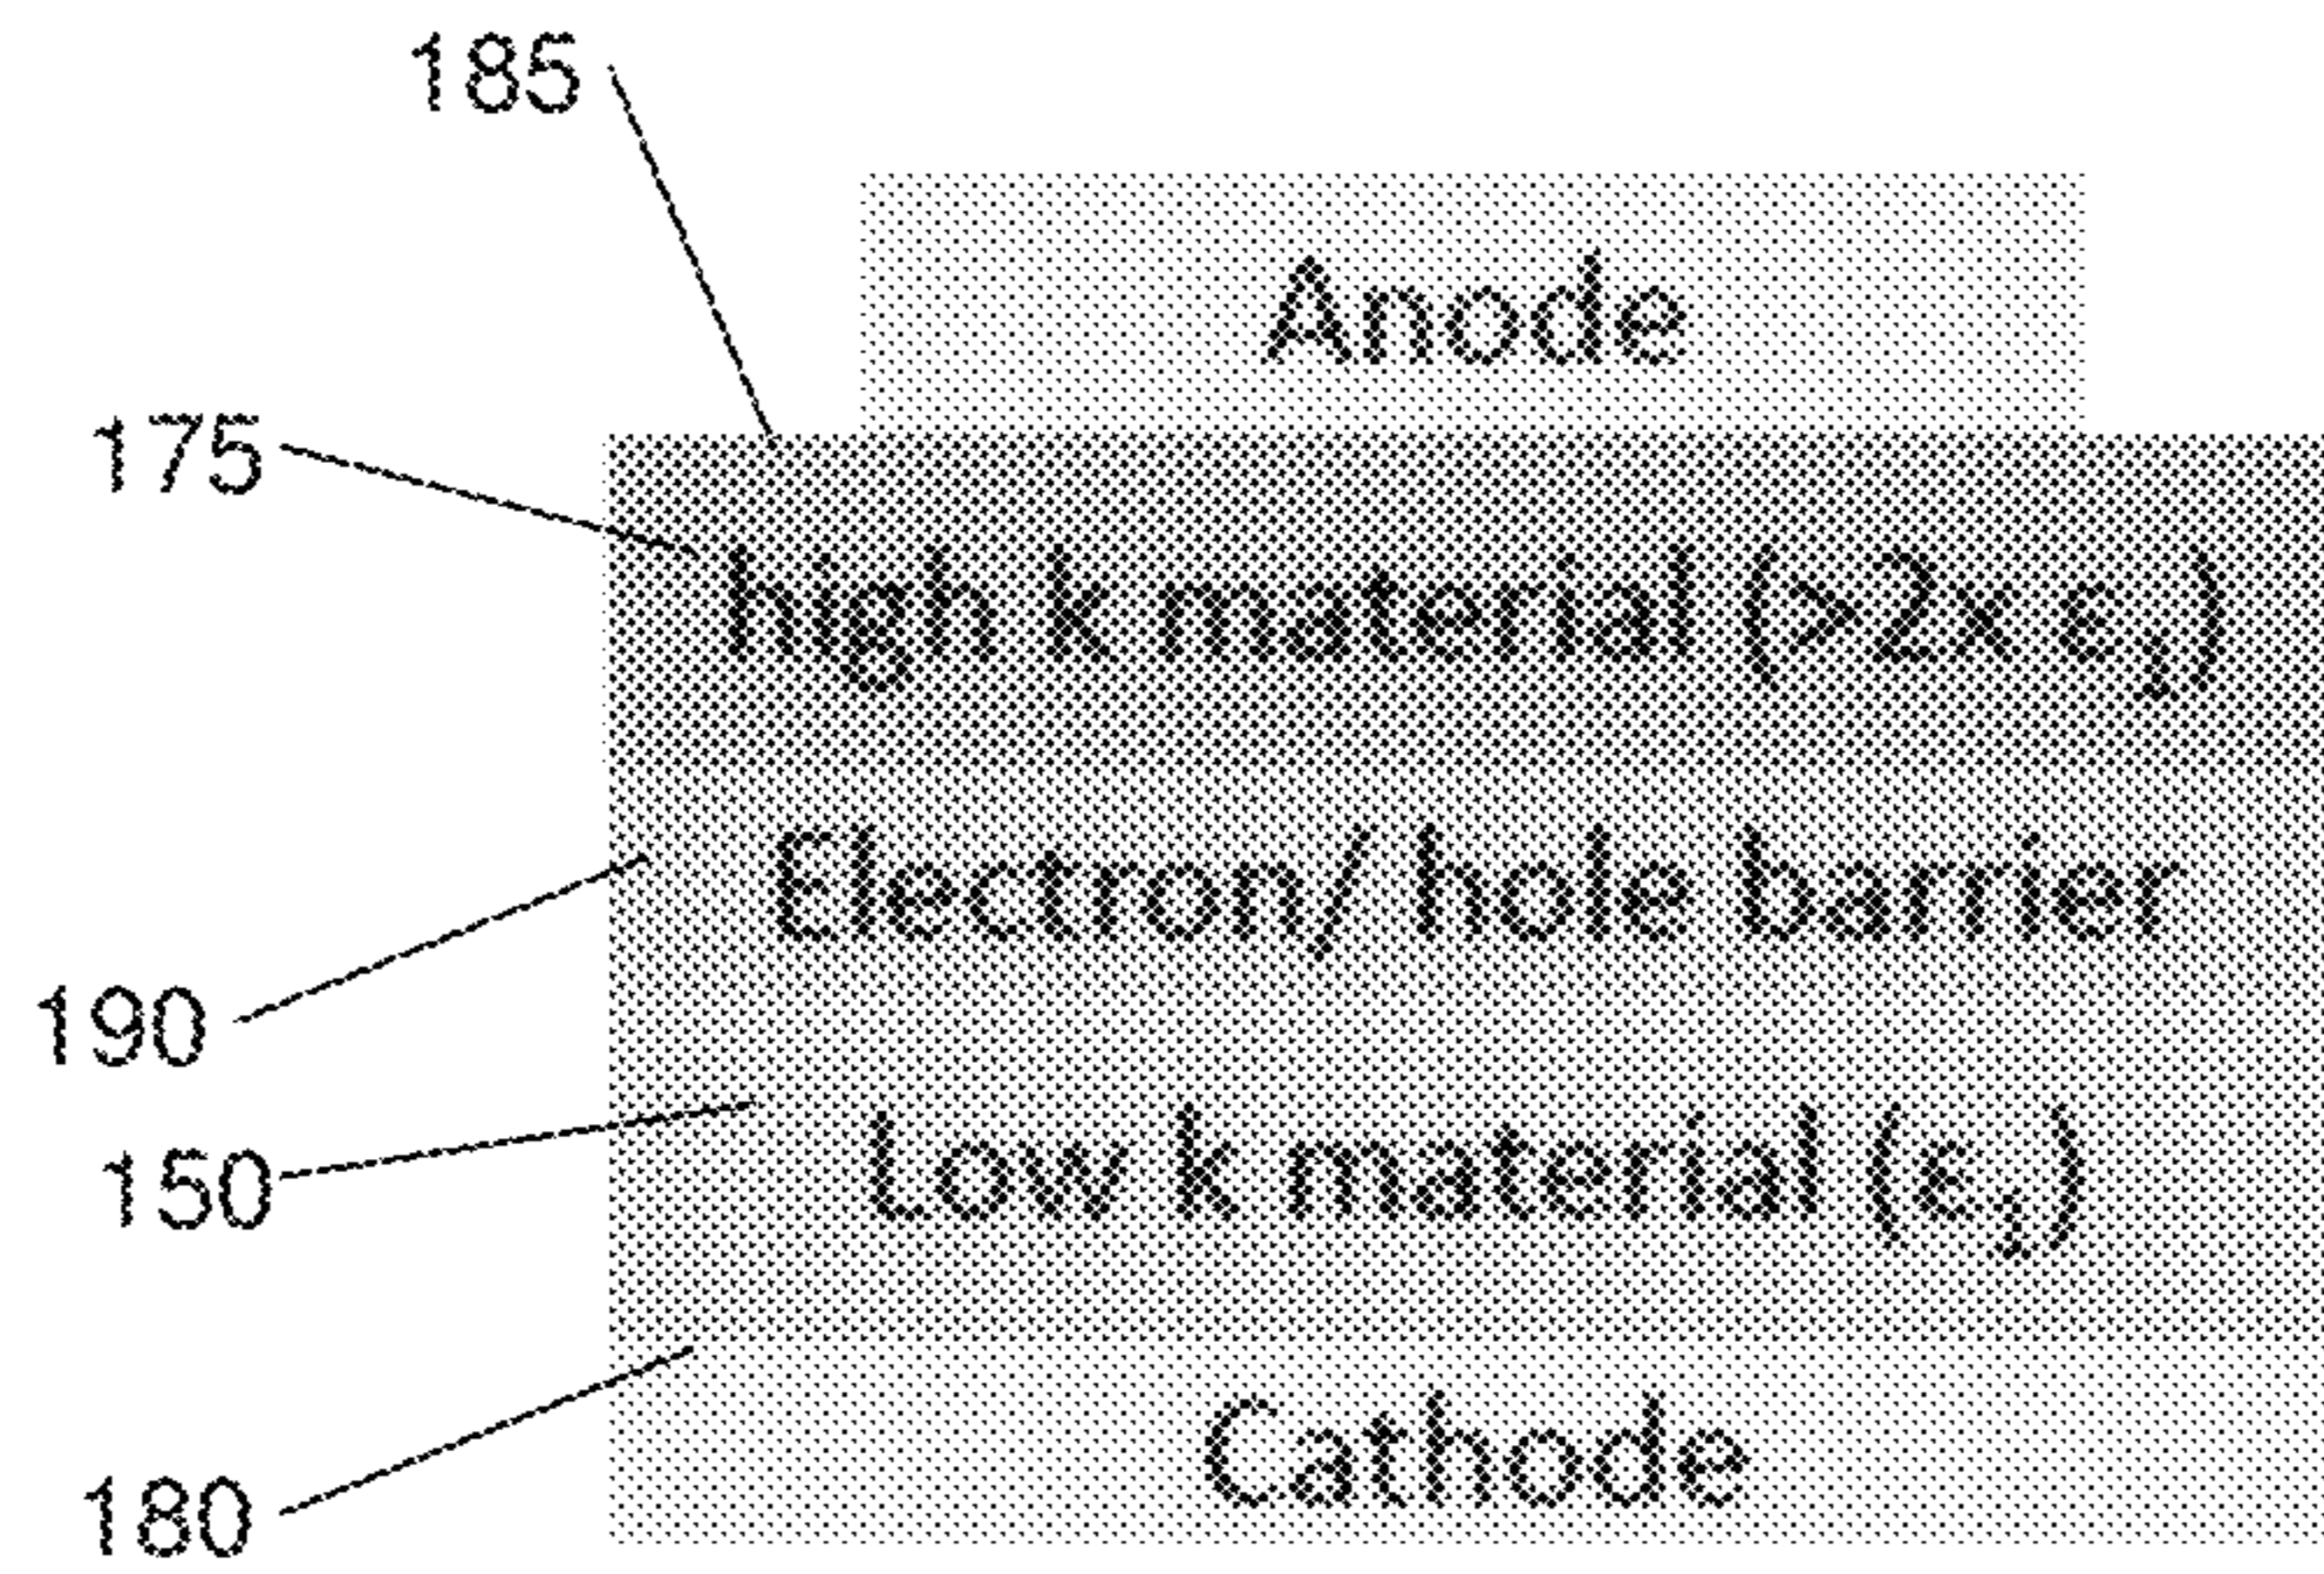 185
Anode
175
high k material (>2x ε₁)
Electron/ hole barrier
190
150
Low k material (ε₁)
Cathode
180